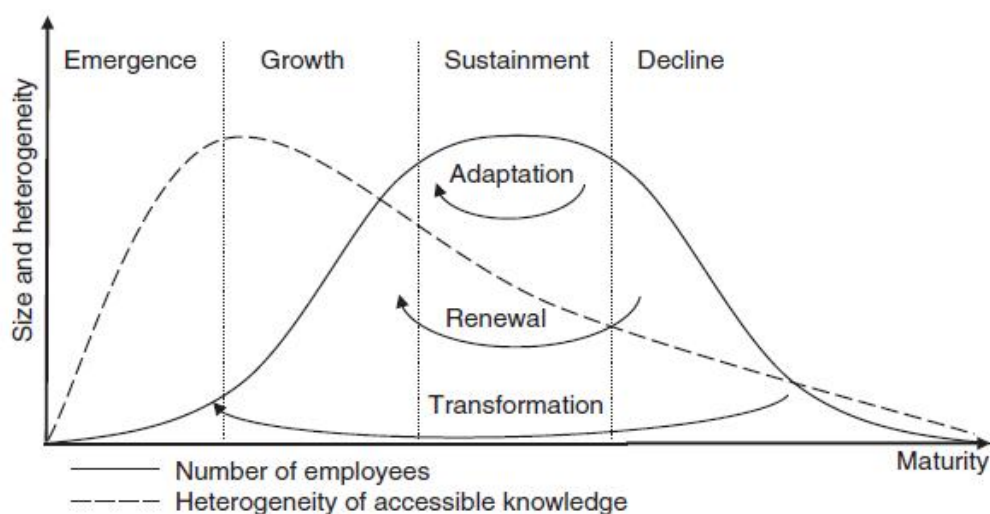 Emergence
Growth
Sustainment
Decline
Size and heterogeneity
Adaptation
Renewal
Transformation
Maturity
Number of employees
Heterogeneity of accessible knowledge